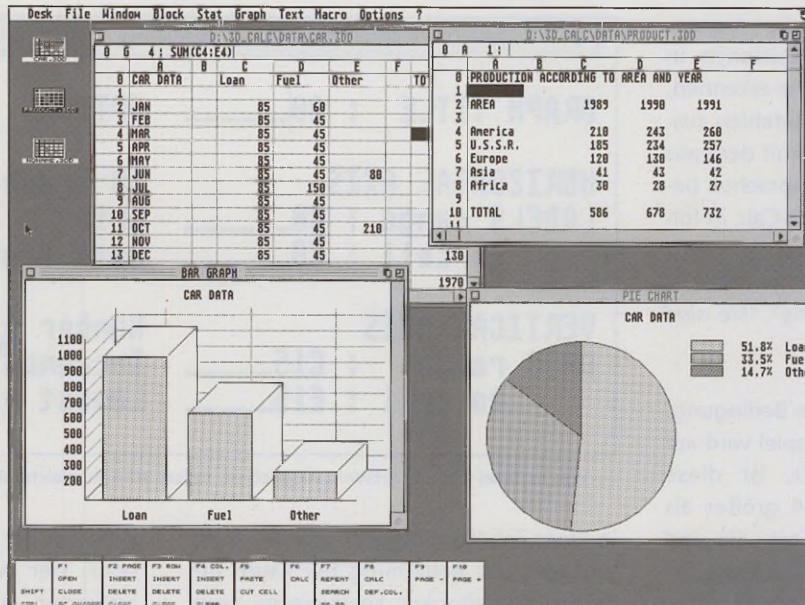 Desk File Window Block Stat Graph Text Macro Options ?
D:\3D_CALC\DATA\CAR.3DD
0 G 4: SUM(C4:E4)
A B C D E F
0 CAR DATA Loan Fuel Other TO
1
2 JAN 85 60
3 FEB 85 45
4 MAR 85 45
5 APR 85 45
6 MAY 85 45
7 JUN 85 45 80
8 JUL 85 150
9 AUG 85 45
10 SEP 85 45
11 OCT 85 45 210
12 NOV 85 45
13 DEC 85 45 130
1970
D:\3D_CALC\DATA\PRODUCT.3DD
0 A 1:
A B C D E F
0 PRODUCTION ACCORDING TO AREA AND YEAR
1
2 AREA 1989 1990 1991
3
4 America 210 243 260
5 U.S.S.R. 185 234 257
6 Europe 120 130 146
7 Asia 41 43 42
8 Africa 30 28 27
9
10 TOTAL 586 678 732
11
CAR.3DD
PRODUCT.3DD
BAR GRAPH
CAR DATA
1100
1000
900
800
700
600
500
400
300
200
Loan Fuel Other
PIE CHART
CAR DATA
51.8% Loan
33.5% Fue
14.7% Oth
F1 F2 PAGE F3 ROW F4 COL. F5 F6 F7 F8 F9 F10
OPEN INSERT INSERT INSERT PASTE CALC REPEAT CALC PAGE - PAGE +
SHIFT CLOSE DELETE DELETE DELETE CUT CELL SEARCH DEF.COL.